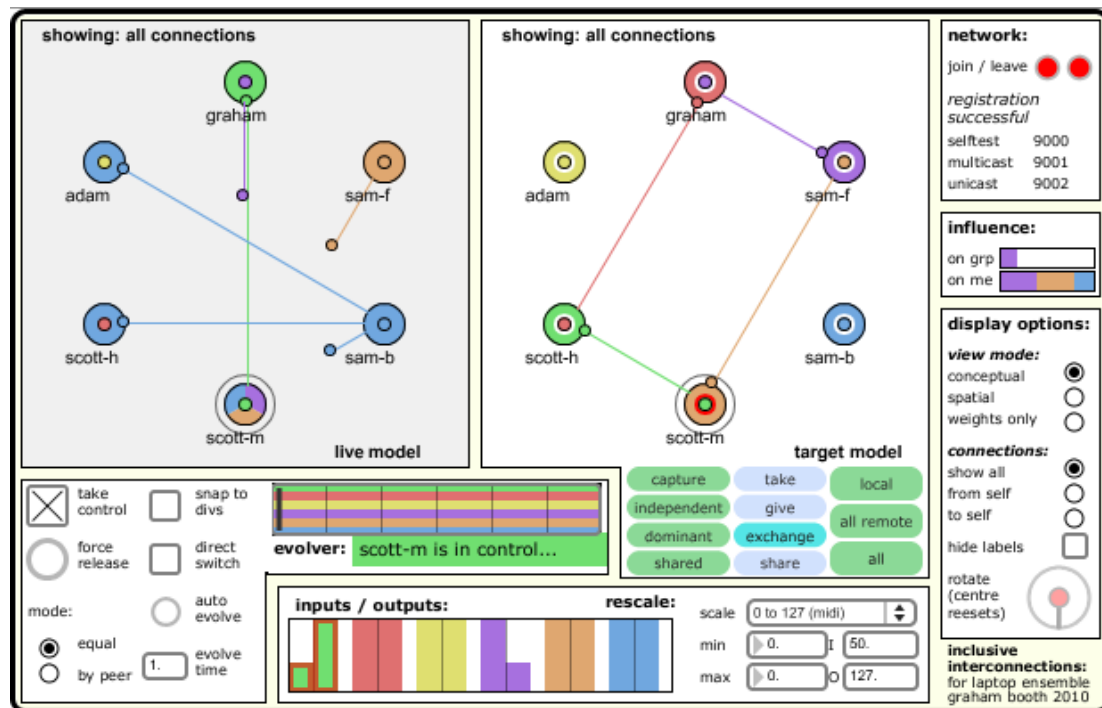 showing: all connections
graham
adam
sam-f
scott-h
sam-b
scott-m
live model
showing: all connections
graham
adam
sam-f
scott-h
sam-b
scott-m
target model
capture
take
local
independent
give
all remote
dominant
exchange
all
shared
share
network:
join / leave
registration
successful
selftest 9000
multicast 9001
unicast 9002
influence:
on grp
on me
display options:
view mode:
conceptual
spatial
weights only
connections:
show all
from self
to self
hide labels
rotate
(centre
reesets)
inclusive
interconnections:
for laptop ensemble
graham booth 2010
take
control
snap to
divs
force
release
direct
switch
mode:
auto
evolve
equal
by peer
1.
evolve
time
evolver:
scott-m is in control...
inputs / outputs:
rescale:
scale 0 to 127 (midi)
min 0. I 50.
max 0. O 127.